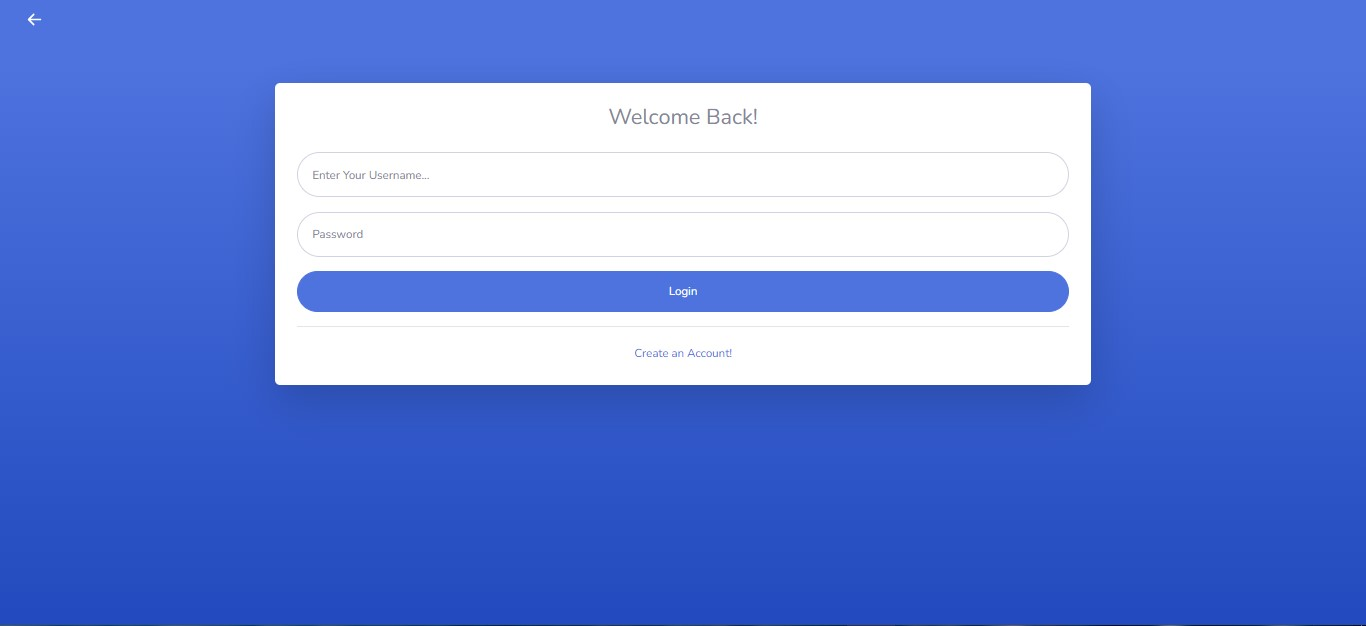 Welcome Back!
Enter Your Username...
Password
Login
Create an Account!